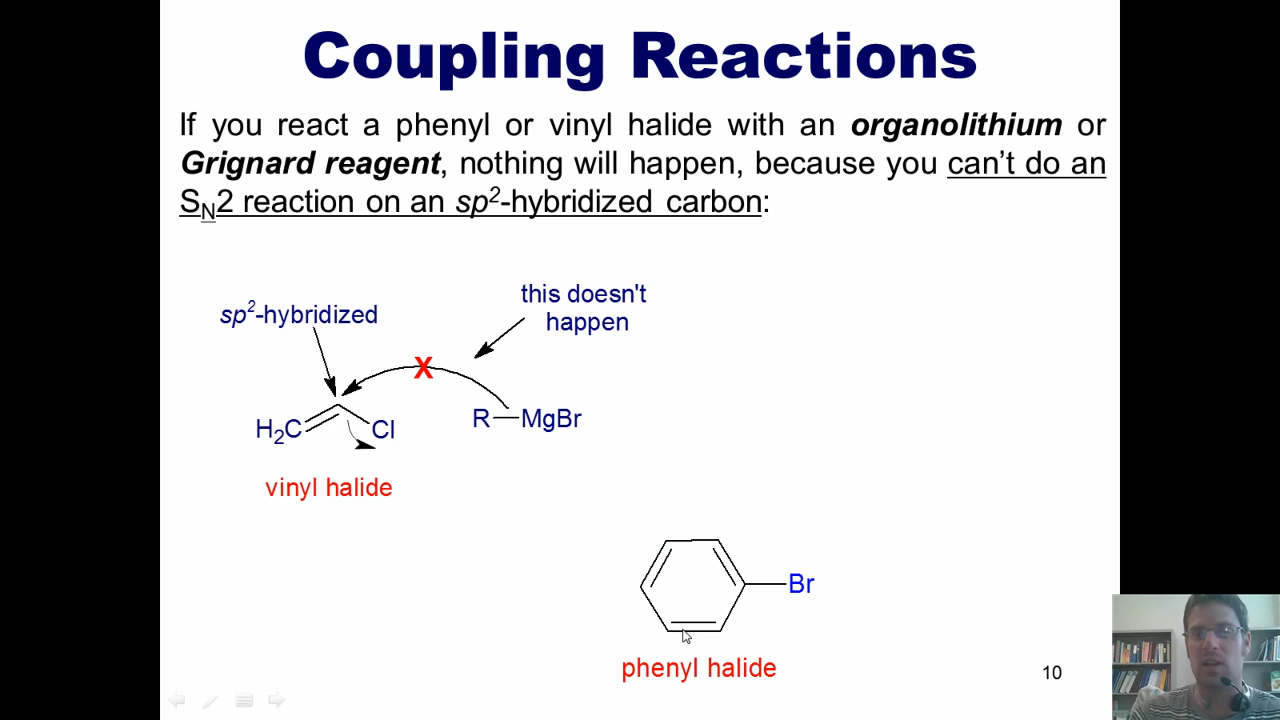 Coupling Reactions
If you react a phenyl or vinyl halide with an organolithium or
Grignard reagent, nothing will happen, because you can't do an
SN2 reaction on an sp2-hybridized carbon:
this doesn't
happen
sp2-hybridized
X
H2C
Cl
R—MgBr
vinyl halide
Br
phenyl halide
10